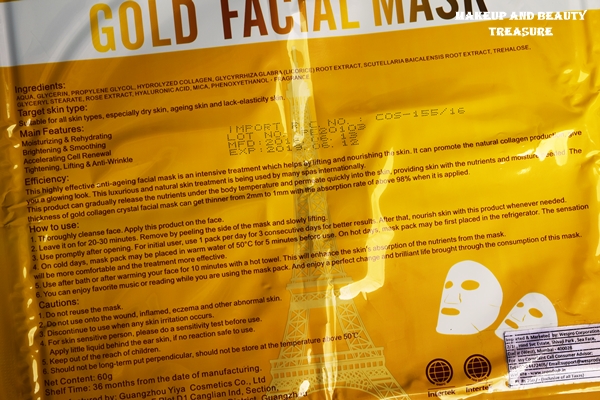 GOLD FACIAL MASK
MAKEUP AND BEAUTY
TREASURE
Ingredients:
AQUA, GLYCERIN, PROPYLENE GLYCOL, HYDROLYZED COLLAGEN, GLYCYRRHIZA GLABRA (LICORICE) ROOT EXTRACT, SCUTELLARIA BAICALENSIS ROOT EXTRACT, TREHALOSE,
GLYCERYL STEARATE, ROSE EXTRACT, HYALURONIC ACID, MICA, PHENOXYETHANOL, FRAGRANCE
Target skin type:
Suitable for all skin types, especially dry skin, ageing skin and lack-elasticity skin.
Main Features:
Moisturizing & Rehydrating
Brightening & Smoothing
Accelerating Cell Renewal
Tightening, Lifting & Anti-Wrinkle
IMPORT REC NO.: COS-155/16
LOT NO.
MFD:
EXP: 2019.06.12
Efficiency:
This highly effective anti-ageing facial mask is an intensive treatment which helps lifting and nourishing the skin. It can promote the natural collagen productive
you a glowing look. This luxurious and natural skin treatment is being used by many spas internationally.
This product can gradually release the nutrients under the body temperature and permeate quickly into the skin, providing skin with the nutrients and moisture The
thickness of gold collagen crystal facial mask can get thinner from 2mm to 1mm with the absorption rate of above 98% when it is applied.
How to use:
1. Thoroughly cleanse face. Apply this product on the face.
2. Leave it on for 20-30 minutes. Remove by peeling the side of the mask and slowly lifting.
3. Use promptly after opening. For initial user, use 1 pack per day for 3 consecutive days for better results. After that, nourish skin with this product whenever needed.
4. On cold days, mask pack may be placed in warm water of 50°C for 5 minutes before use. On hot days, mask pack may be first placed in the refrigerator. The sensation
will be more comfortable and the treatment more effective.
5. Use after bath or after warming your face for 10 minutes with a hot towel. This will enhance the skin's absorption of the nutrients from the mask.
6. You can enjoy favorite music or reading while you are using the mask pack. And enjoy a perfect change and brilliant life brought through the consumption of this mask.
Cautions:
1. Do not reuse the mask.
2. Do not use onto the wound, inflamed, eczema and other abnormal skin.
3. Discontinue to use when any skin irritation occurs.
4. For skin sensitive person, please do a sensitivity test before use.
Apply little liquid behind the ear skin, if no reaction safe to use.
5. Keep out of the reach of children.
6. Should not be long-term put perpendicular, should not be store at the temperature above 50
Net Content: 60g
Shelf Time: 36 months from the date of manufacturing.
Guangzhou Yiya Cosmetics Co., Ltd
D1 Canglian Ind, Section,
Intertek
Intertek